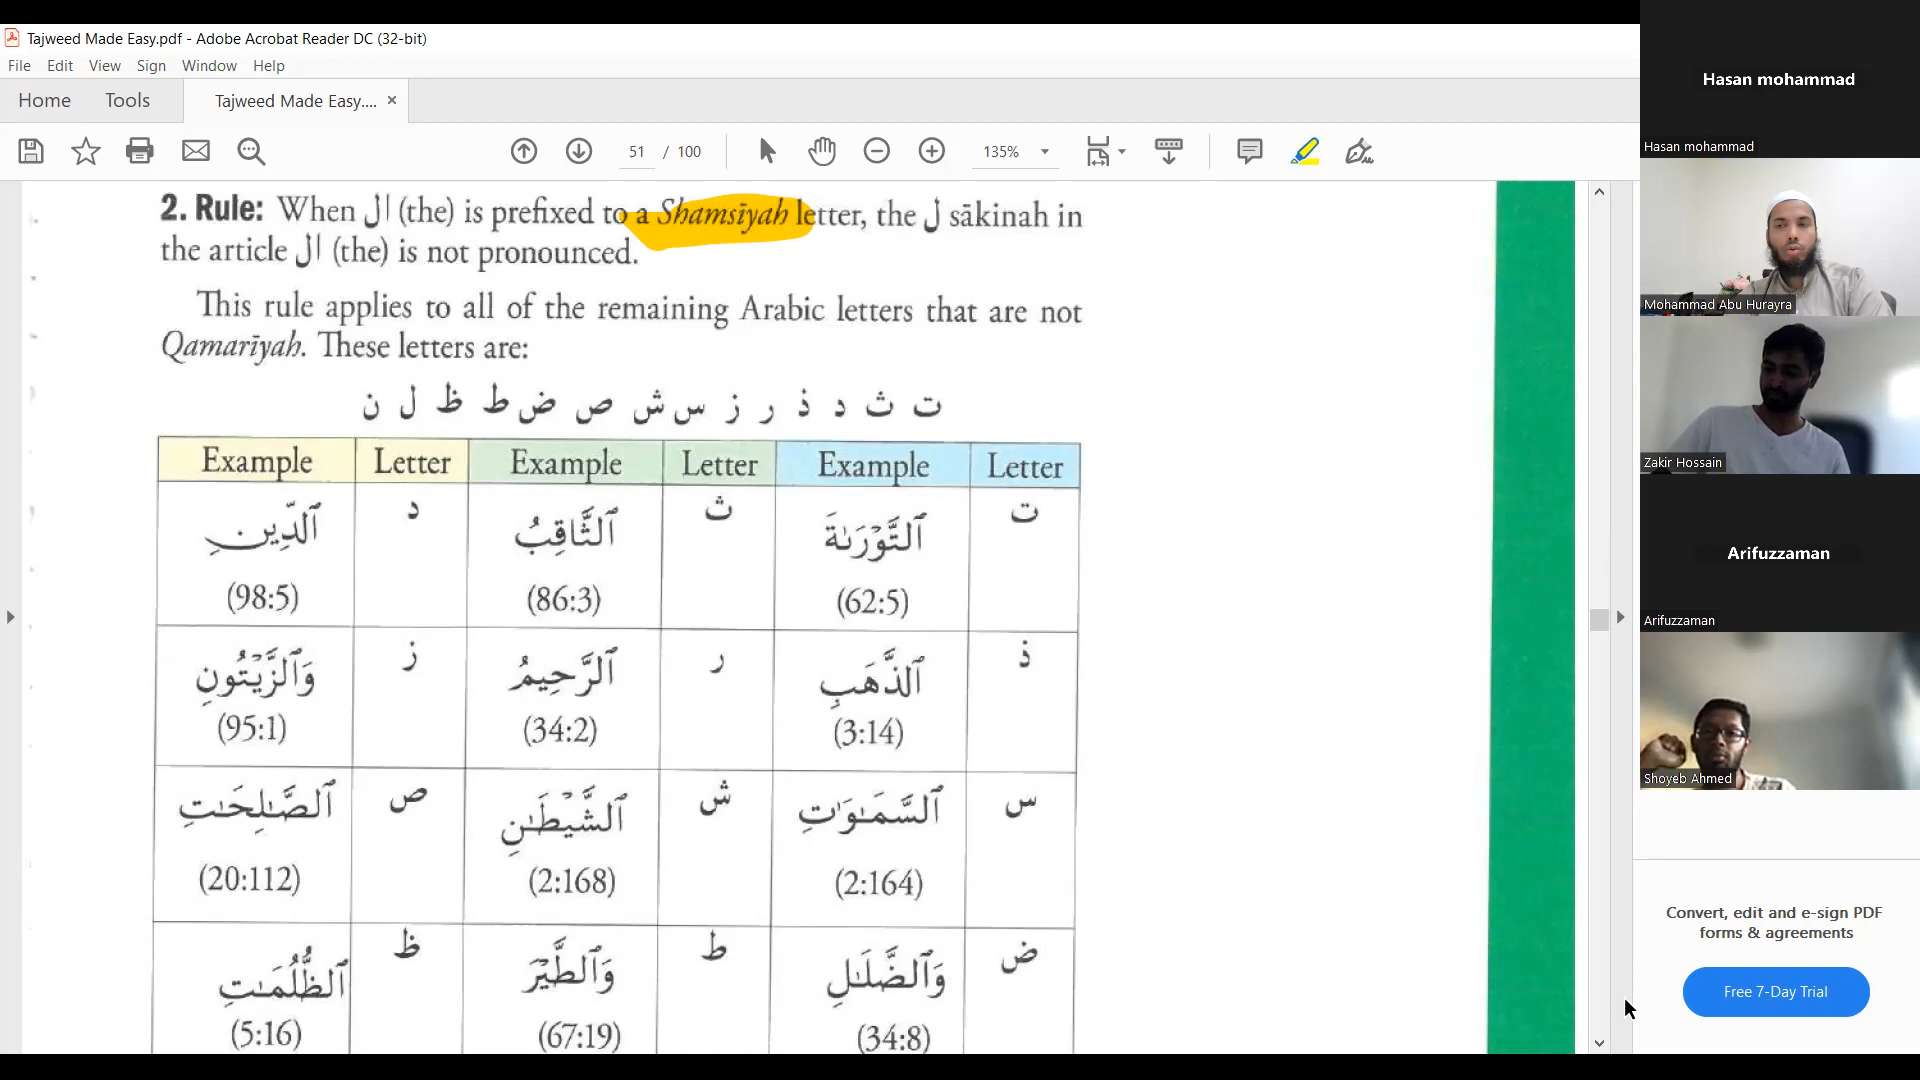 Tajweed Made Easy.pdf - Adobe Acrobat Reader DC (32-bit)
File Edit View Sign Window Help
Home Tools Tajweed Made Easy.... ×
51 / 100 135%
2. Rule: When ال (the) is prefixed to a Shamsīyah letter, the ل sākinah in
the article ال (the) is not pronounced.
This rule applies to all of the remaining Arabic letters that are not
Qamarīyah. These letters are:
ت ث د ذ ر ز س ش ص ض ط ظ ل ن
Example Letter Example Letter Example Letter
ٱلدِّينِ د ٱلثَّاقِبُ ث ٱلتَّوْرَىٰةَ ت
(98:5) (86:3) (62:5)
وَٱلزَّيْتُونِ ز ٱلرَّحِيمُ ر ٱلذَّهَبِ ذ
(95:1) (34:2) (3:14)
ٱلصَّـٰلِحَـٰتِ ص ٱلشَّيْطَـٰنِ ش ٱلسَّمَـٰوَٰتِ س
(20:112) (2:168) (2:164)
ٱلظُّلُمَـٰتِ ظ وَٱلطَّيْرَ ط وَٱلضَّلَـٰلِ ض
(5:16) (67:19) (34:8)
Hasan mohammad
Hasan mohammad
Mohammad Abu Hurayra
Zakir Hossain
Arifuzzaman
Arifuzzaman
Shoyeb Ahmed
Convert, edit and e-sign PDF
forms & agreements
Free 7-Day Trial